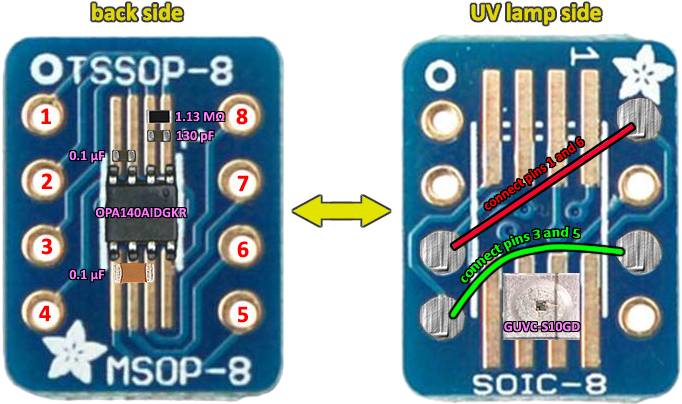 back side
UV lamp side
TSSOP-8
1
1
8
1.13 MΩ
130 pF
0.1 µF
2
7
OPA140AIDGKR
connect pins 1 and 6
3
6
connect pins 3 and 5
0.1 µF
4
5
GUVC-S10GD
MSOP-8
SOIC-8